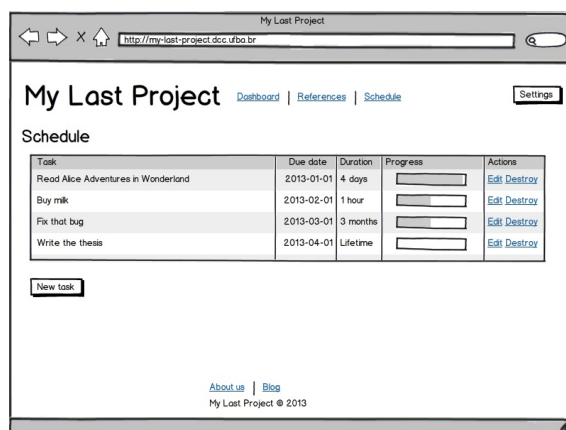 My Last Project
http://my-last-project.dcc.ufba.br
My Last Project Dashboard | References | Schedule Settings
Schedule
Task Due date Duration Progress Actions
Read Alice Adventures in Wonderland 2013-01-01 4 days Edit Destroy
Buy milk 2013-02-01 1 hour Edit Destroy
Fix that bug 2013-03-01 3 months Edit Destroy
Write the thesis 2013-04-01 Lifetime Edit Destroy
New task
About us | Blog
My Last Project © 2013